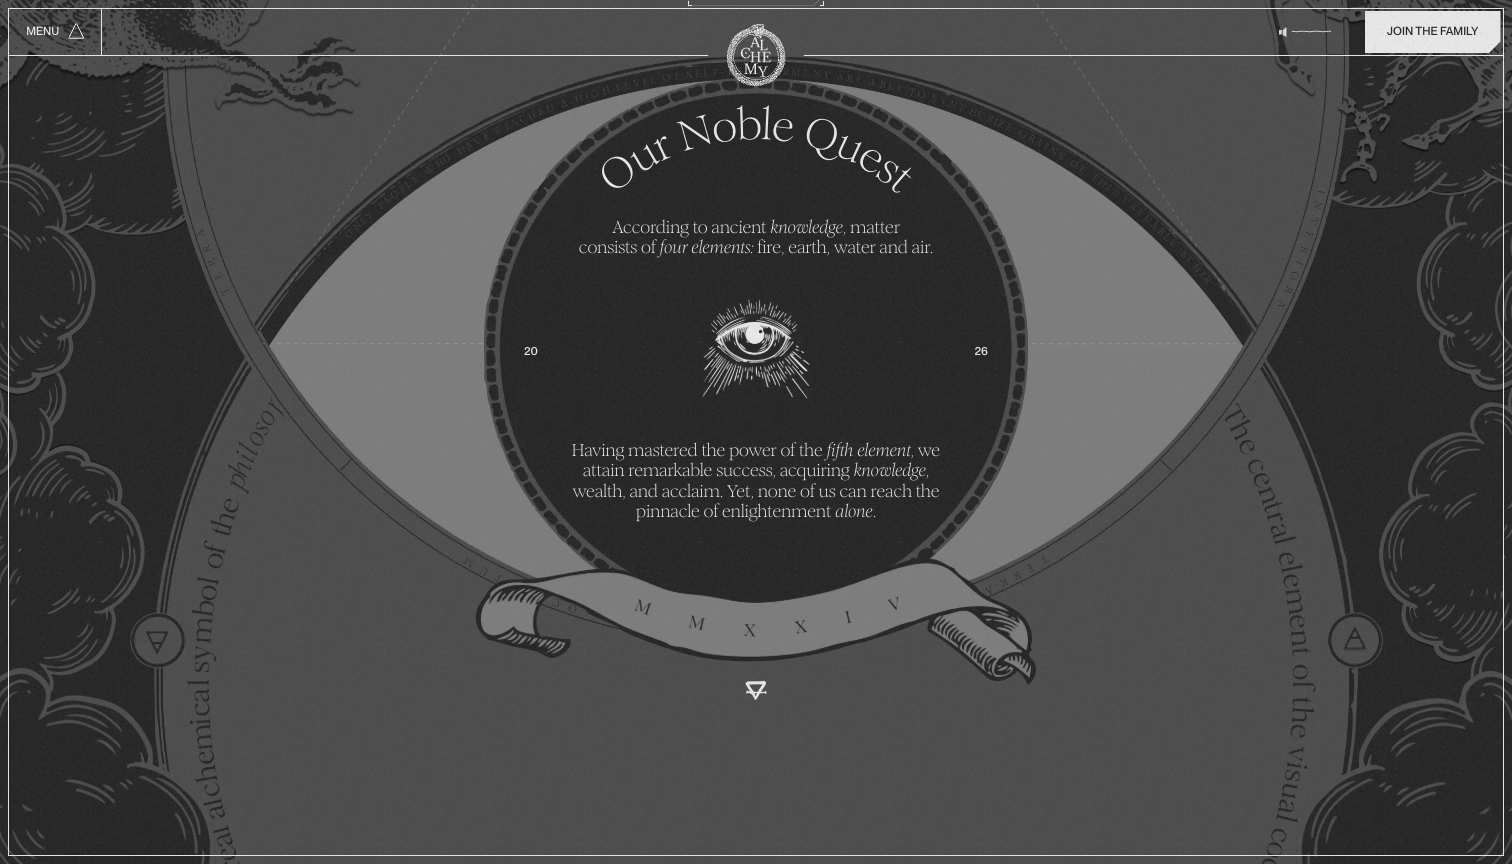 MENU
AL
CHE
MY
JOIN THE FAMILY
Our Noble Quest
According to ancient knowledge, matter
consists of four elements: fire, earth, water and air.
20
26
Having mastered the power of the fifth element, we
attain remarkable success, acquiring knowledge,
wealth, and acclaim. Yet, none of us can reach the
pinnacle of enlightenment alone.
M M X X I V
alchemical symbol of the
The central element of the visual